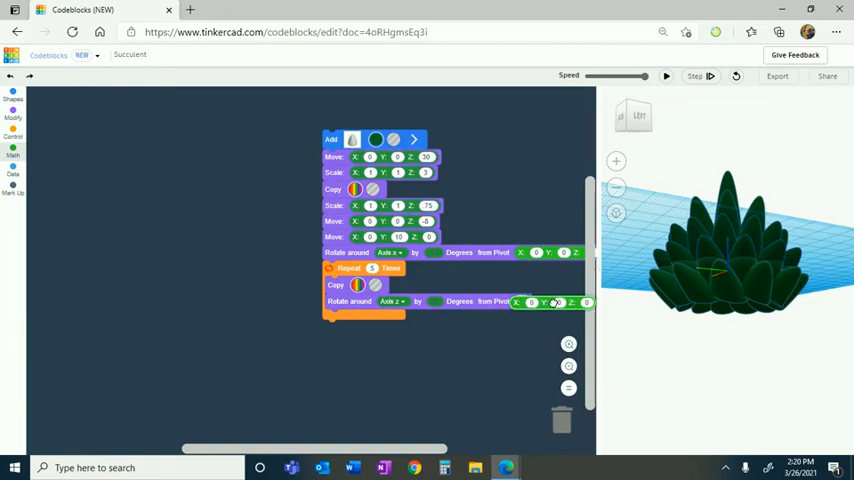 Codeblocks (NEW)
https://www.tinkercad.com/codeblocks/edit?doc=4oRHgmsEq3i
Codeblocks NEW Succulent
Give Feedback
Speed Step Export Share
Shapes
Modify
Control
Math
Data
Mark Up
Add
Move: X: 0 Y: 0 Z: 30
Scale: X: 1 Y: 1 Z: 3
Copy
Scale: X: 1 Y: 1 Z: .75
Move: X: 0 Y: 0 Z: -8
Move: X: 0 Y: 10 Z: 0
Rotate around Axis x by Degrees from Pivot X: 0 Y: 0 Z:
Repeat 5 Times
Copy
Rotate around Axis z by Degrees from Pivot X: 0 Y: 0 Z: 0
LEFT
Type here to search
2:20 PM
3/26/2021